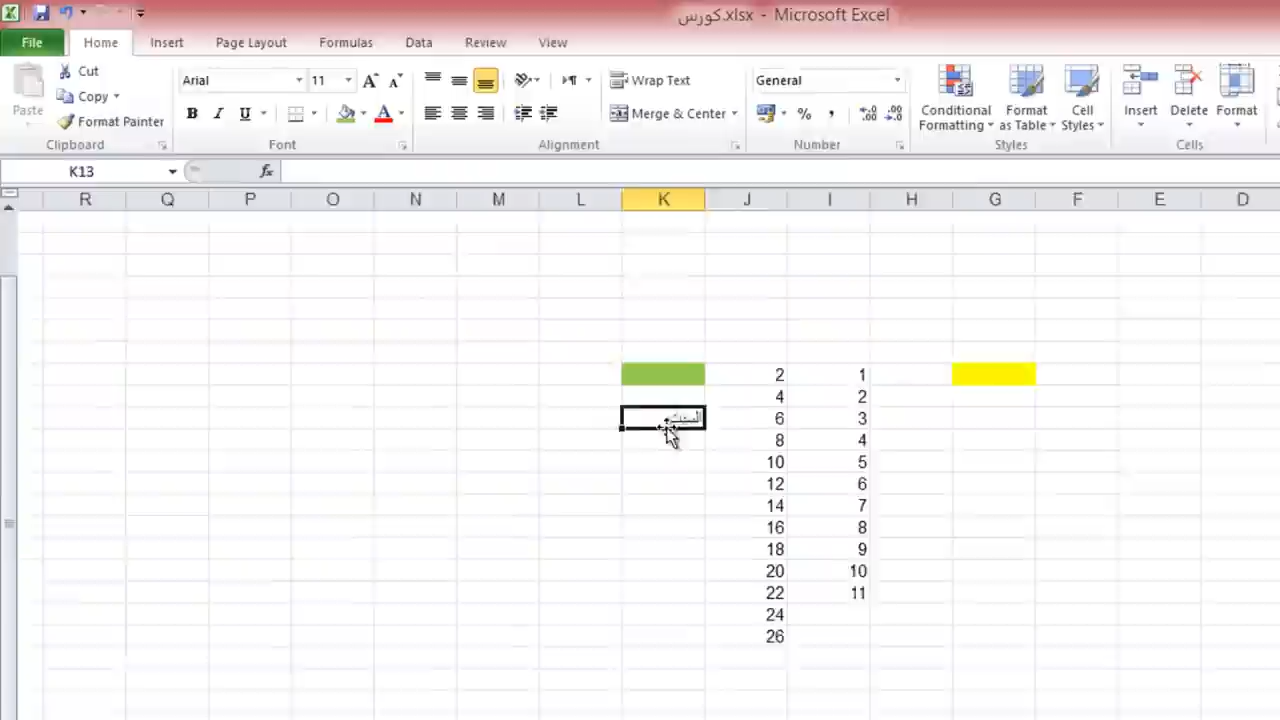 كورس.xlsx - Microsoft Excel
File Home Insert Page Layout Formulas Data Review View
Paste
Cut
Copy
Format Painter
Clipboard
Arial 11
B I U
Font
Wrap Text
Merge & Center
Alignment
General
% ,
Number
Conditional Formatting
Format as Table
Cell Styles
Styles
Insert
Delete
Format
Cells
K13 fx
R Q P O N M L K J I H G F E D
2 1
4 2
6 3
8 4
10 5
12 6
14 7
16 8
18 9
20 10
22 11
24
26